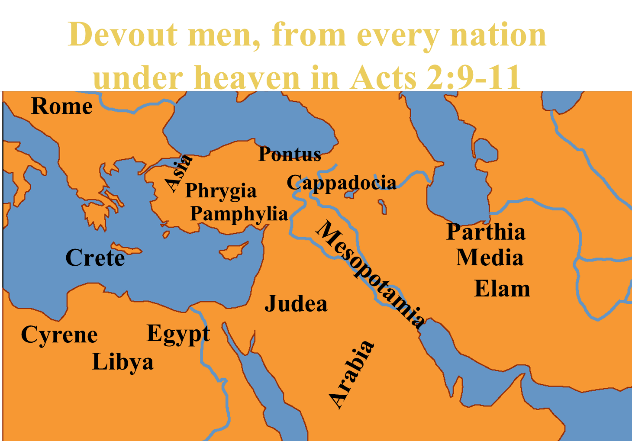 Devout men, from every nation
under heaven in Acts 2:9-11
Rome
Pontus
Asia
Phrygia
Cappadocia
Pamphylia
Parthia
Crete
Mesopotamia
Media
Elam
Judea
Cyrene
Egypt
Libya
Arabia